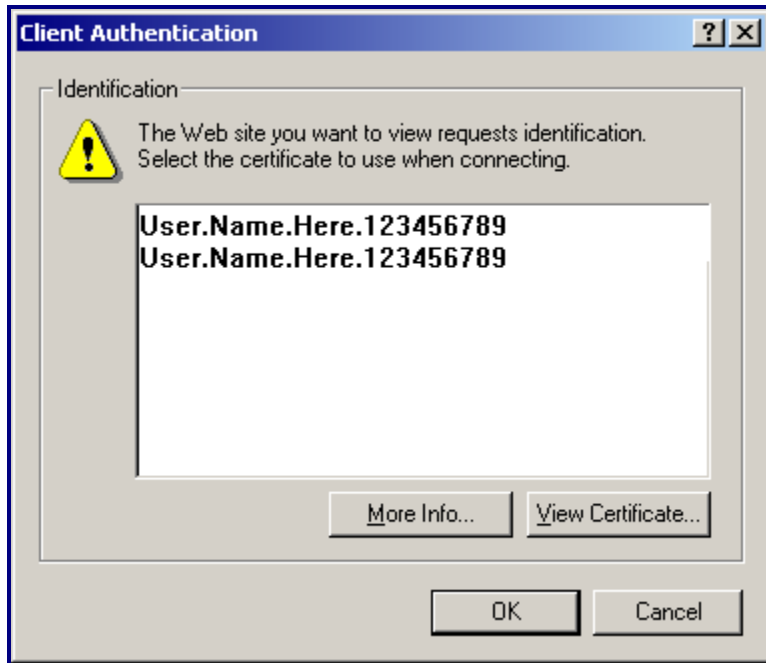 Client Authentication
Identification
The Web site you want to view requests identification.
Select the certificate to use when connecting.
User.Name.Here.123456789
User.Name.Here.123456789
More Info... View Certificate...
OK Cancel